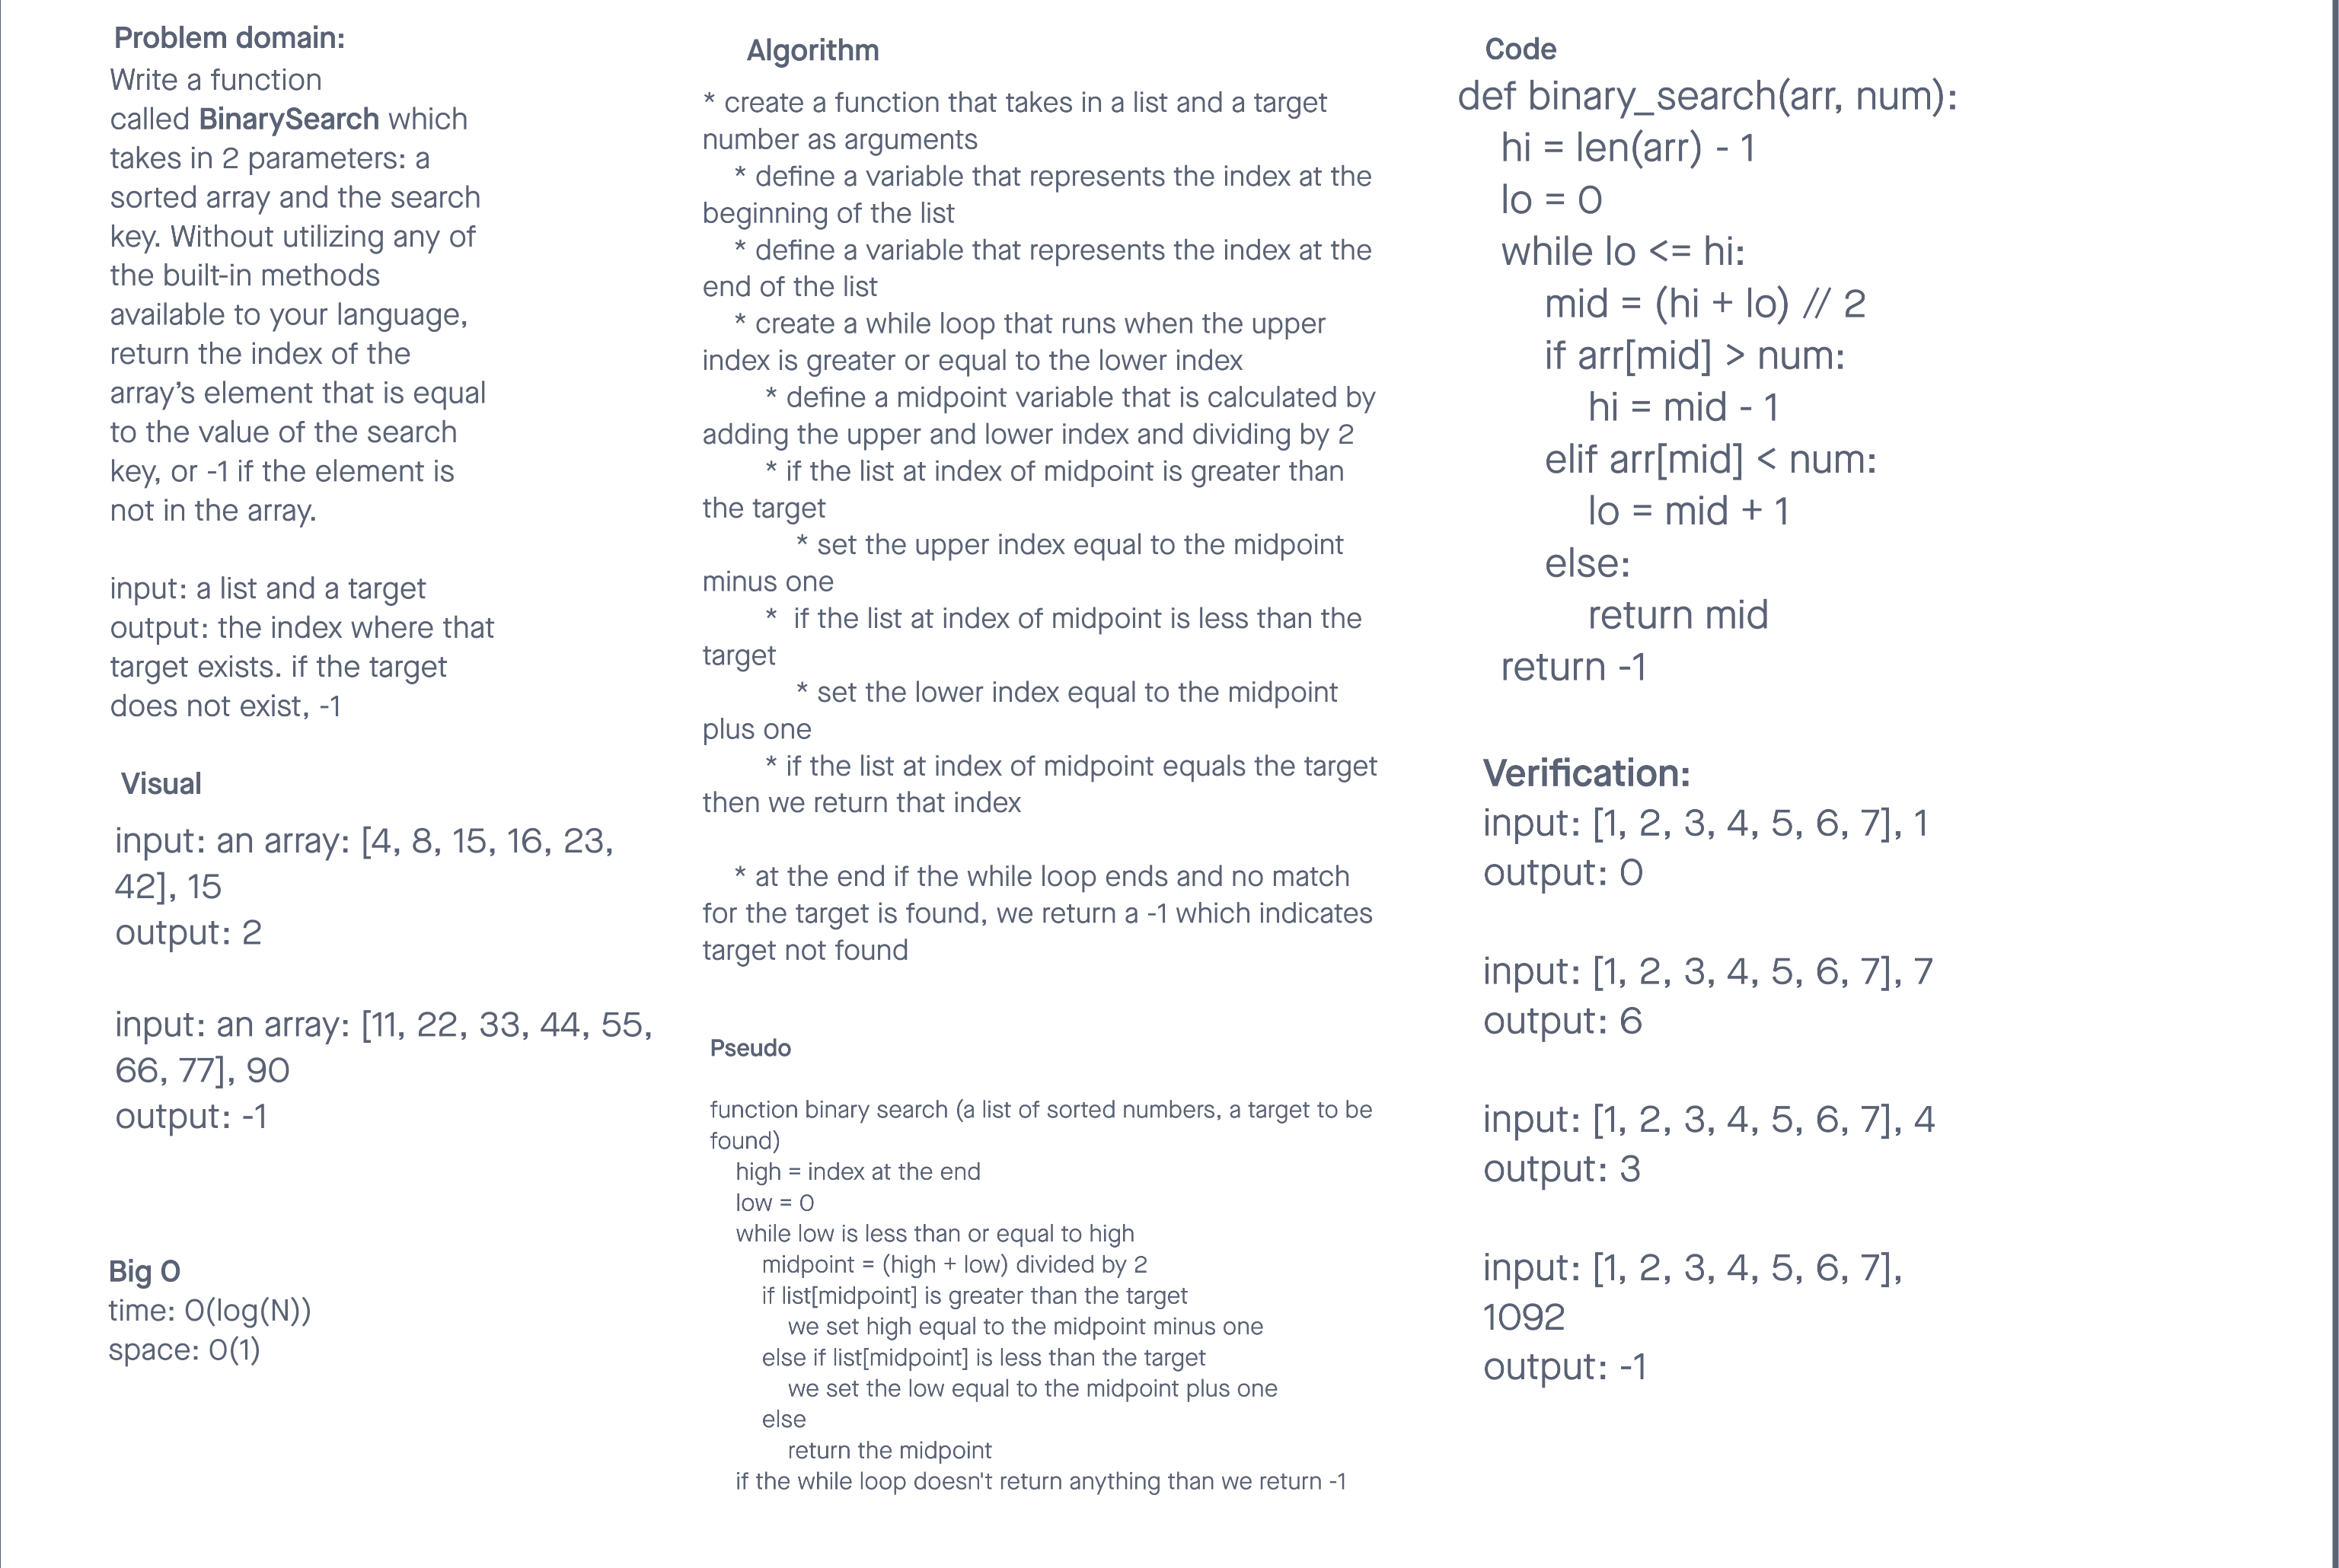 Problem domain:
Write a function
called BinarySearch which
takes in 2 parameters: a
sorted array and the search
key. Without utilizing any of
the built-in methods
available to your language,
return the index of the
array’s element that is equal
to the value of the search
key, or -1 if the element is
not in the array.
input: a list and a target
output: the index where that
target exists. if the target
does not exist, -1
Visual
input: an array: [4, 8, 15, 16, 23,
42], 15
output: 2
input: an array: [11, 22, 33, 44, 55,
66, 77], 90
output: -1
Big O
time: O(log(N))
space: O(1)
Algorithm
* create a function that takes in a list and a target
number as arguments
* define a variable that represents the index at the
beginning of the list
* define a variable that represents the index at the
end of the list
* create a while loop that runs when the upper
index is greater or equal to the lower index
* define a midpoint variable that is calculated by
adding the upper and lower index and dividing by 2
* if the list at index of midpoint is greater than
the target
* set the upper index equal to the midpoint
minus one
* if the list at index of midpoint is less than the
target
* set the lower index equal to the midpoint
plus one
* if the list at index of midpoint equals the target
then we return that index
* at the end if the while loop ends and no match
for the target is found, we return a -1 which indicates
target not found
Pseudo
function binary search (a list of sorted numbers, a target to be
found)
high = index at the end
low = 0
while low is less than or equal to high
midpoint = (high + low) divided by 2
if list[midpoint] is greater than the target
we set high equal to the midpoint minus one
else if list[midpoint] is less than the target
we set the low equal to the midpoint plus one
else
return the midpoint
if the while loop doesn't return anything than we return -1
Code
def binary_search(arr, num):
hi = len(arr) - 1
lo = 0
while lo <= hi:
mid = (hi + lo) // 2
if arr[mid] > num:
hi = mid - 1
elif arr[mid] < num:
lo = mid + 1
else:
return mid
return -1
Verification:
input: [1, 2, 3, 4, 5, 6, 7], 1
output: 0
input: [1, 2, 3, 4, 5, 6, 7], 7
output: 6
input: [1, 2, 3, 4, 5, 6, 7], 4
output: 3
input: [1, 2, 3, 4, 5, 6, 7],
1092
output: -1